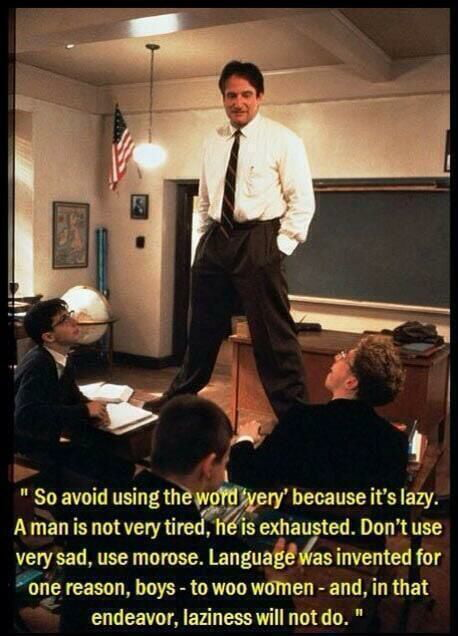 " So avoid using the word 'very' because it's lazy.
A man is not very tired, he is exhausted. Don't use
very sad, use morose. Language was invented for
one reason, boys - to woo women - and, in that
endeavor, laziness will not do. "